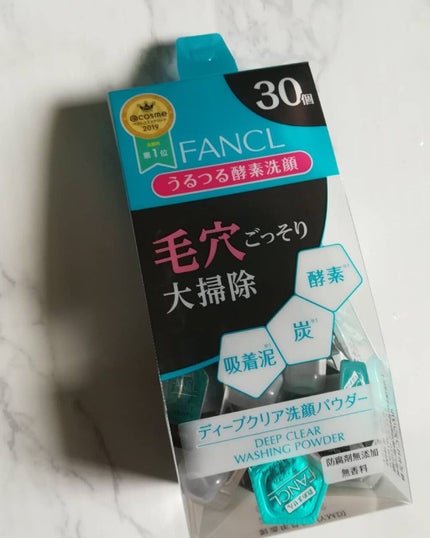 30個
@cosme
2019
第1位
FANCL
うるつる酵素洗顔
毛穴ごっそり
大掃除
酵素
炭
吸着泥
ディープクリア洗顔パウダー
DEEP CLEAR
WASHING POWDER
防腐剤無添加
無香料
FANCL